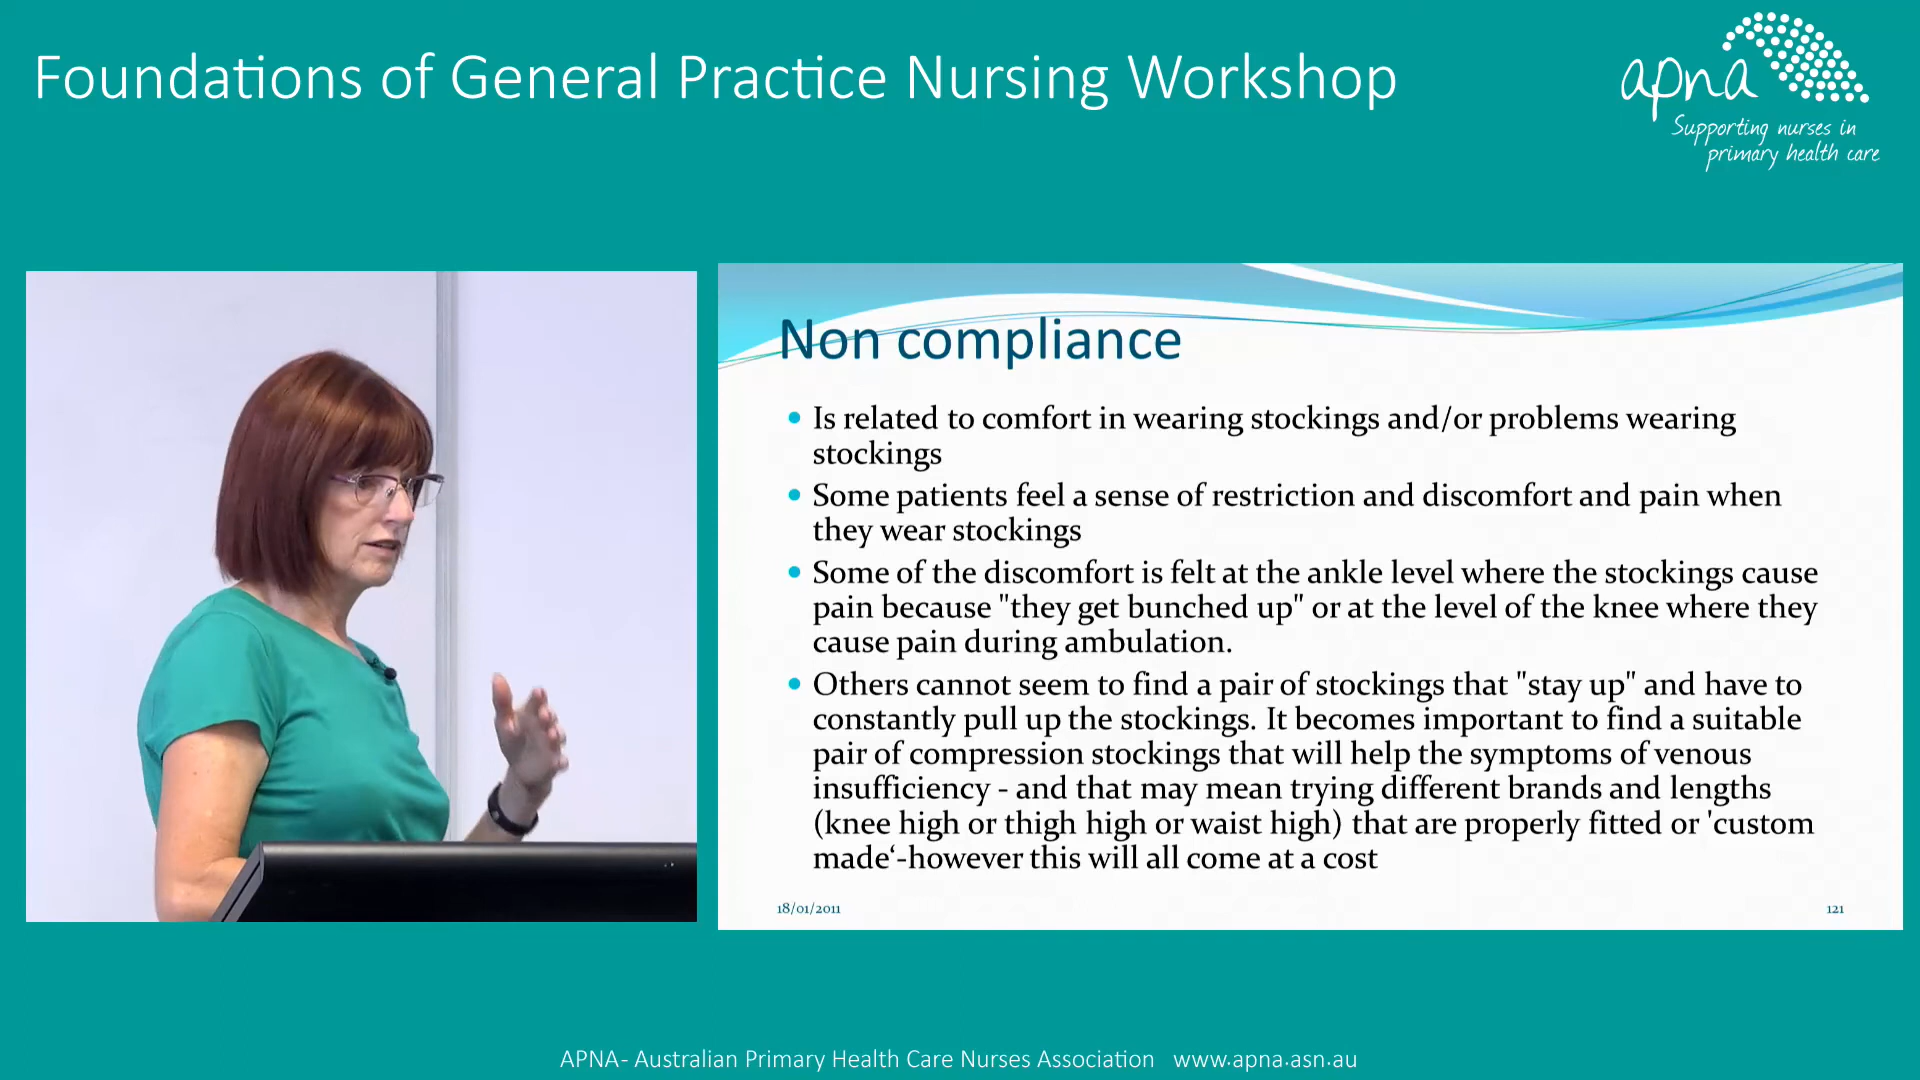 Foundations of General Practice Nursing Workshop
apna
Supporting nurses in
primary health care
Non compliance
• Is related to comfort in wearing stockings and/or problems wearing
stockings
• Some patients feel a sense of restriction and discomfort and pain when
they wear stockings
• Some of the discomfort is felt at the ankle level where the stockings cause
pain because "they get bunched up" or at the level of the knee where they
cause pain during ambulation.
• Others cannot seem to find a pair of stockings that "stay up" and have to
constantly pull up the stockings. It becomes important to find a suitable
pair of compression stockings that will help the symptoms of venous
insufficiency - and that may mean trying different brands and lengths
(knee high or thigh high or waist high) that are properly fitted or 'custom
made‘-however this will all come at a cost
18/01/2011
121
APNA- Australian Primary Health Care Nurses Association www.apna.asn.au